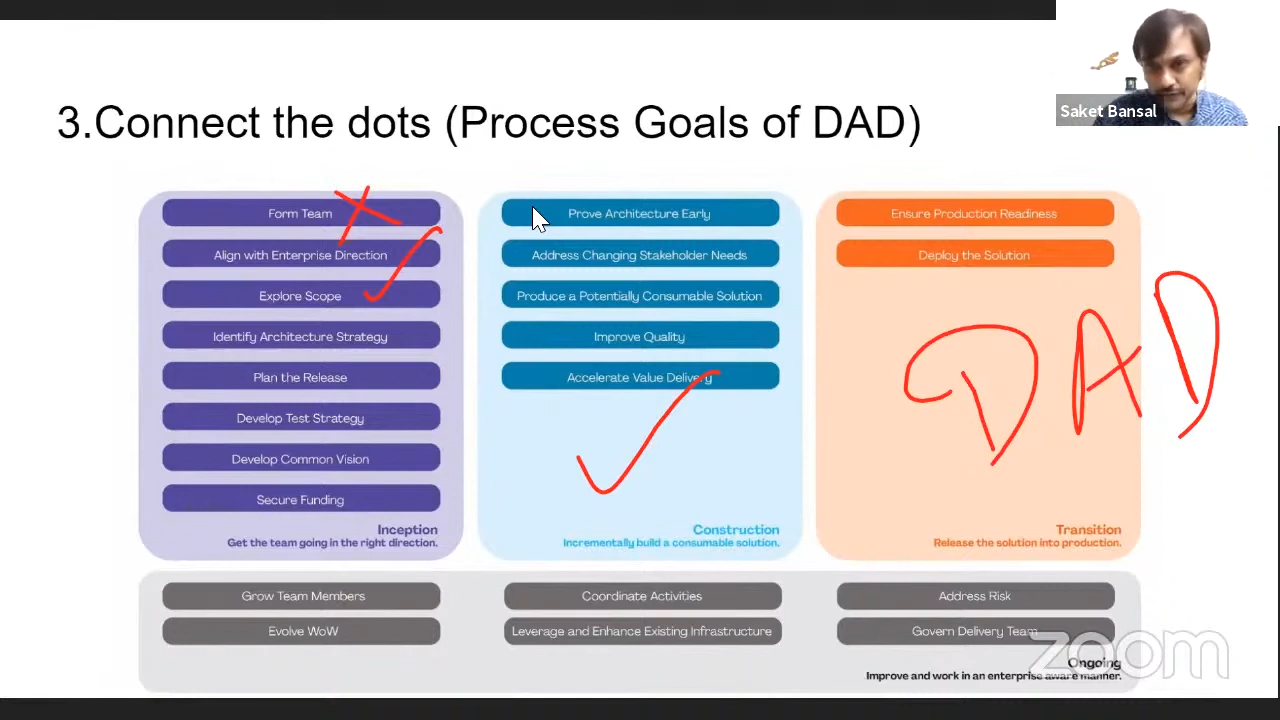 Saket Bansal
3.Connect the dots (Process Goals of DAD)
Form Team
Align with Enterprise Direction
Explore Scope
Identify Architecture Strategy
Plan the Release
Develop Test Strategy
Develop Common Vision
Secure Funding
Inception
Get the team going in the right direction.
Prove Architecture Early
Address Changing Stakeholder Needs
Produce a Potentially Consumable Solution
Improve Quality
Accelerate Value Delivery
Construction
Incrementally build a consumable solution.
Ensure Production Readiness
Deploy the Solution
DAD
Transition
Release the solution into production.
Grow Team Members
Evolve WoW
Coordinate Activities
Leverage and Enhance Existing Infrastructure
Address Risk
Govern Delivery Team
Ongoing
Improve and work in an enterprise aware manner.
zoom